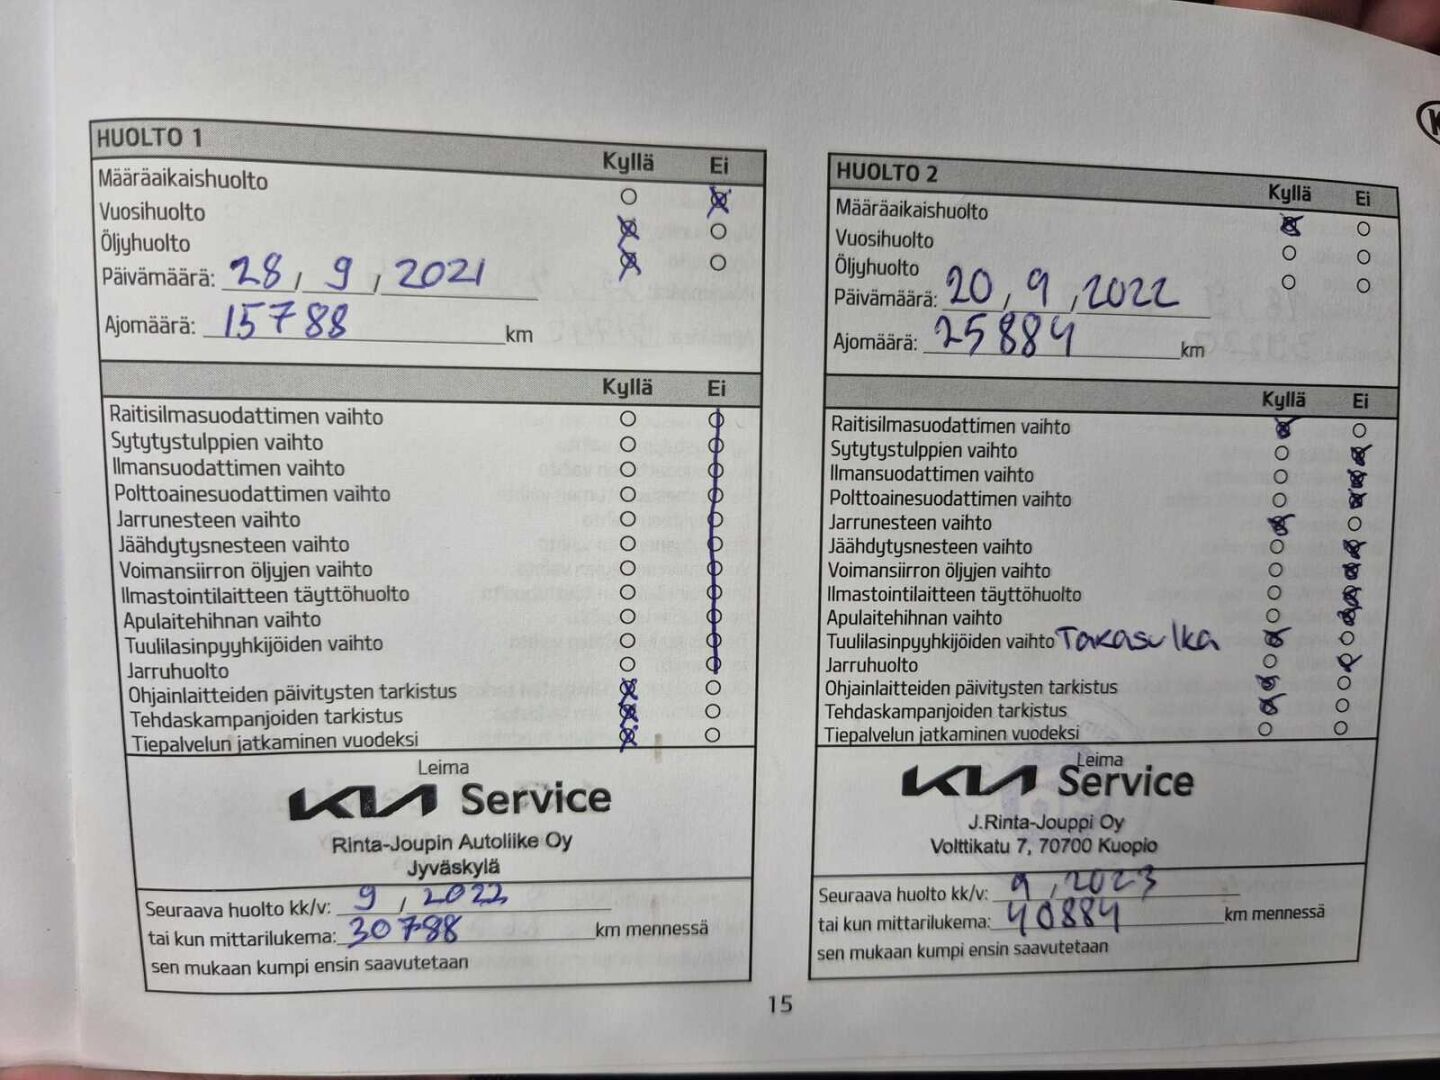 HUOLTO 1
Kyllä Ei
Määräaikaishuolto
Vuosihuolto
Öljyhuolto
Päivämäärä: 28, 9, 2021
Ajomäärä: 15788 km
Kyllä Ei
Raitisilmasuodattimen vaihto
Sytytystulppien vaihto
Ilmansuodattimen vaihto
Polttoainesuodattimen vaihto
Jarrunesteen vaihto
Jäähdytysnesteen vaihto
Voimansiirron öljyjen vaihto
Ilmastointilaitteen täyttöhuolto
Apulaitehihnan vaihto
Tuulilasinpyyhkijöiden vaihto
Jarruhuolto
Ohjainlaitteiden päivitysten tarkistus
Tehdaskampanjoiden tarkistus
Tiepalvelun jatkaminen vuodeksi
Leima
KIA Service
Rinta-Joupin Autoliike Oy
Jyväskylä
Seuraava huolto kk/v: 9, 2022
tai kun mittarilukema: 30788 km mennessä
sen mukaan kumpi ensin saavutetaan
HUOLTO 2
Kyllä Ei
Määräaikaishuolto
Vuosihuolto
Öljyhuolto
Päivämäärä: 20, 9, 2022
Ajomäärä: 25884 km
Kyllä Ei
Raitisilmasuodattimen vaihto
Sytytystulppien vaihto
Ilmansuodattimen vaihto
Polttoainesuodattimen vaihto
Jarrunesteen vaihto
Jäähdytysnesteen vaihto
Voimansiirron öljyjen vaihto
Ilmastointilaitteen täyttöhuolto
Apulaitehihnan vaihto
Tuulilasinpyyhkijöiden vaihto Takasulka
Jarruhuolto
Ohjainlaitteiden päivitysten tarkistus
Tehdaskampanjoiden tarkistus
Tiepalvelun jatkaminen vuodeksi
Leima
KIA Service
J.Rinta-Jouppi Oy
Volttikatu 7, 70700 Kuopio
Seuraava huolto kk/v: 9, 2023
tai kun mittarilukema: 40884 km mennessä
sen mukaan kumpi ensin saavutetaan
15